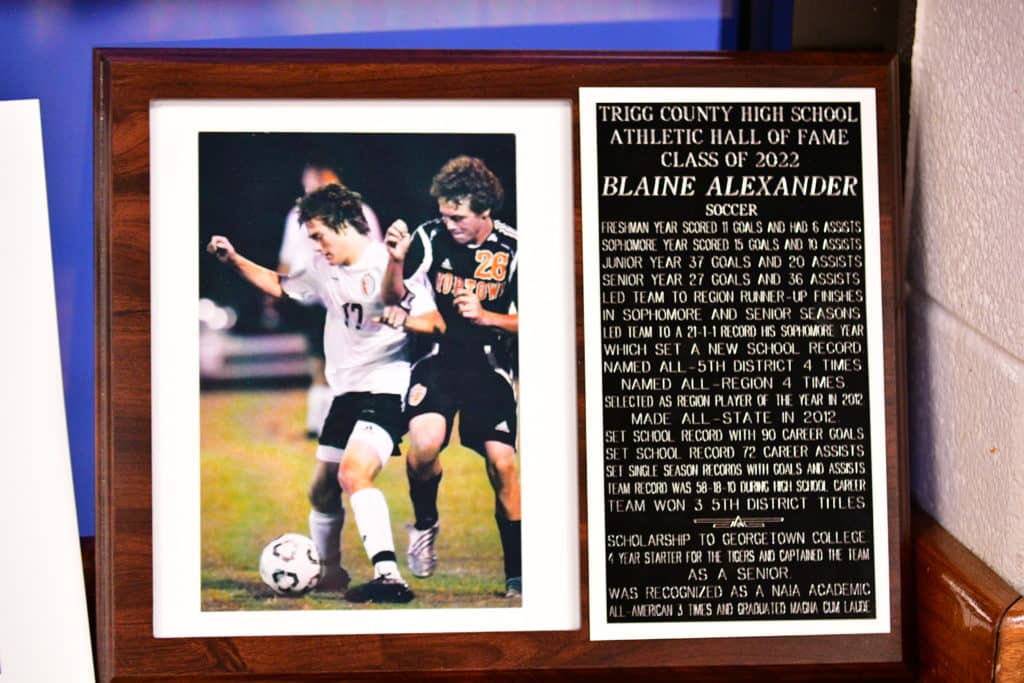 TRIGG COUNTY HIGH SCHOOL
ATHLETIC HALL OF FAME
CLASS OF 2022
BLAINE ALEXANDER
SOCCER
FRESHMAN YEAR SCORED 11 GOALS AND HAD 6 ASSISTS
SOPHOMORE YEAR SCORED 15 GOALS AND 10 ASSISTS
JUNIOR YEAR 37 GOALS AND 20 ASSISTS
SENIOR YEAR 27 GOALS AND 36 ASSISTS
LED TEAM TO REGION RUNNER-UP FINISHES
IN SOPHOMORE AND SENIOR SEASONS
LED TEAM TO A 21-1-1 RECORD HIS SOPHOMORE YEAR
WHICH SET A NEW SCHOOL RECORD
NAMED ALL-5TH DISTRICT 4 TIMES
NAMED ALL-REGION 4 TIMES
SELECTED AS REGION PLAYER OF THE YEAR IN 2012
MADE ALL-STATE IN 2012
SET SCHOOL RECORD WITH 90 CAREER GOALS
SET SCHOOL RECORD 72 CAREER ASSISTS
SET SINGLE SEASON RECORDS WITH GOALS AND ASSISTS
TEAM RECORD WAS 58-18-10 DURING HIGH SCHOOL CAREER
TEAM WON 3 5TH DISTRICT TITLES
SCHOLARSHIP TO GEORGETOWN COLLEGE
4 YEAR STARTER FOR THE TIGERS AND CAPTAINED THE TEAM
AS A SENIOR.
WAS RECOGNIZED AS A NAIA ACADEMIC
ALL-AMERICAN 3 TIMES AND GRADUATED MAGNA CUM LAUDE
17
26